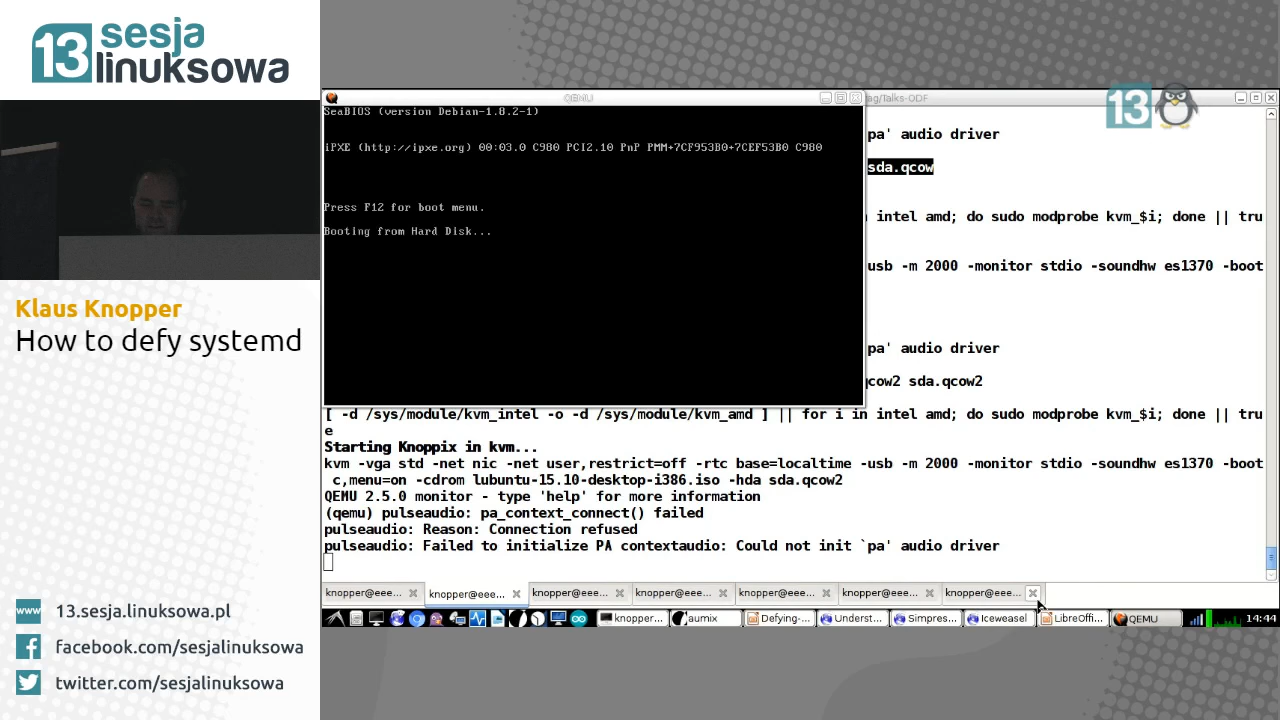 13 sesja
linuksowa
Klaus Knopper
How to defy systemd
13.sesja.linuksowa.pl
facebook.com/sesjalinuksowa
twitter.com/sesjalinuksowa
QEMU
SeaBIOS (version Debian-1.8.2-1)
iPXE (http://ipxe.org) 00:03.0 C980 PCI2.10 PnP PMM+7CF953B0+7CEF53B0 C980
Press F12 for boot menu.
Booting from Hard Disk...
ag/Talks-ODF
13
pa' audio driver
sda.qcow
n intel amd; do sudo modprobe kvm_$i; done || tru
usb -m 2000 -monitor stdio -soundhw es1370 -boot
pa' audio driver
cow2 sda.qcow2
[ -d /sys/module/kvm_intel -o -d /sys/module/kvm_amd ] || for i in intel amd; do sudo modprobe kvm_$i; done || tru
e
Starting Knoppix in kvm...
kvm -vga std -net nic -net user,restrict=off -rtc base=localtime -usb -m 2000 -monitor stdio -soundhw es1370 -boot
c,menu=on -cdrom lubuntu-15.10-desktop-i386.iso -hda sda.qcow2
QEMU 2.5.0 monitor - type 'help' for more information
(qemu) pulseaudio: pa_context_connect() failed
pulseaudio: Reason: Connection refused
pulseaudio: Failed to initialize PA contextaudio: Could not init `pa' audio driver
knopper@eee... knopper@eee... knopper@eee... knopper@eee... knopper@eee... knopper@eee... knopper@eee...
knopper... aumix Defying-... Underst... Simpres... Iceweasel LibreOffi... QEMU 14:44